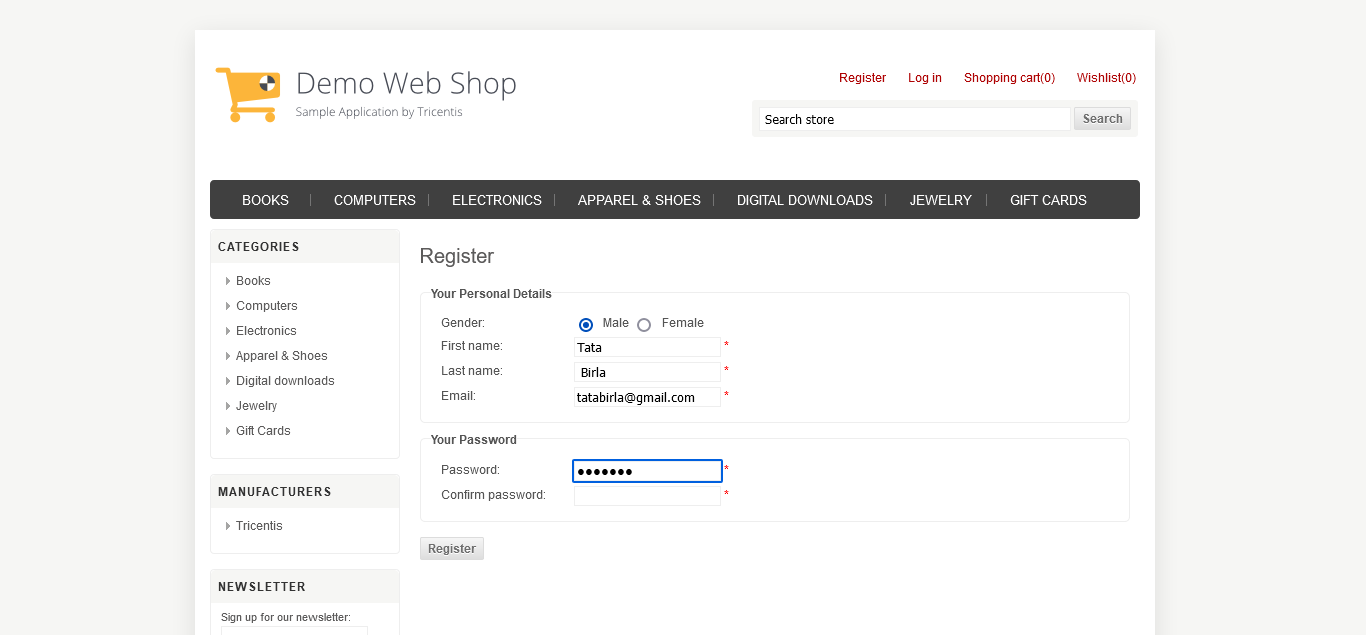 Demo Web Shop
Sample Application by Tricentis
Register Log in Shopping cart(0) Wishlist(0)
Search store Search
BOOKS COMPUTERS ELECTRONICS APPAREL & SHOES DIGITAL DOWNLOADS JEWELRY GIFT CARDS
CATEGORIES
Books
Computers
Electronics
Apparel & Shoes
Digital downloads
Jewelry
Gift Cards
MANUFACTURERS
Tricentis
NEWSLETTER
Sign up for our newsletter:
Register
Your Personal Details
Gender: Male Female
First name: Tata *
Last name: Birla *
Email: tatabirla@gmail.com *
Your Password
Password: ●●●●●●● *
Confirm password: *
Register